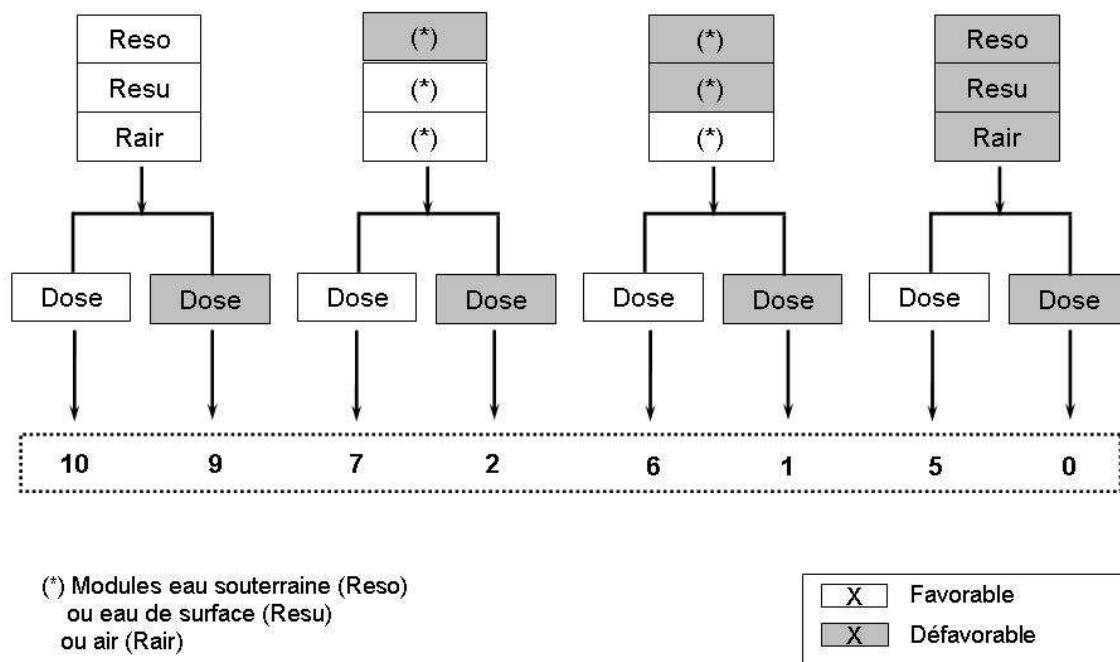 Reso (*) (*) Reso
Resu (*) (*) Resu
Rair (*) (*) Rair
Dose Dose Dose Dose Dose Dose Dose Dose
10 9 7 2 6 1 5 0
(*) Modules eau souterraine (Reso)
ou eau de surface (Resu)
ou air (Rair)
X Favorable
X Défavorable